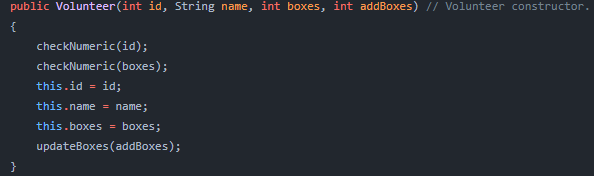 public Volunteer(int id, String name, int boxes, int addBoxes) // Volunteer constructor.
{
    checkNumeric(id);
    checkNumeric(boxes);
    this.id = id;
    this.name = name;
    this.boxes = boxes;
    updateBoxes(addBoxes);
}